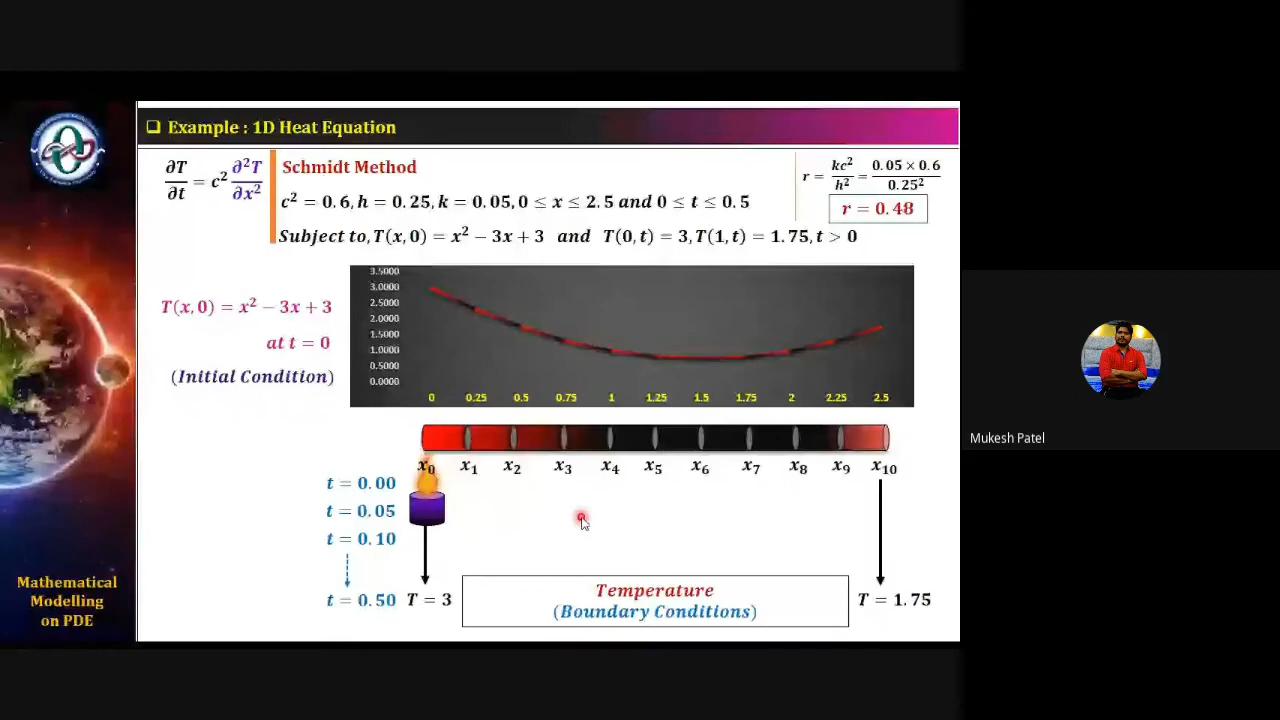 ❑ Example : 1D Heat Equation
∂T/∂t = c² ∂²T/∂x²
Schmidt Method
c² = 0.6, h = 0.25, k = 0.05, 0 ≤ x ≤ 2.5 and 0 ≤ t ≤ 0.5
Subject to, T(x, 0) = x² − 3x + 3 and T(0, t) = 3, T(1, t) = 1.75, t > 0
r = kc²/h² = 0.05 × 0.6/0.25²
r = 0.48
T(x, 0) = x² − 3x + 3
at t = 0
(Initial Condition)
3.5000
3.0000
2.5000
2.0000
1.5000
1.0000
0.5000
0.0000
0 0.25 0.5 0.75 1 1.25 1.5 1.75 2 2.25 2.5
x₀ x₁ x₂ x₃ x₄ x₅ x₆ x₇ x₈ x₉ x₁₀
t = 0.00
t = 0.05
t = 0.10
t = 0.50
T = 3
Temperature
(Boundary Conditions)
T = 1.75
Mathematical
Modelling
on PDE
Mukesh Patel